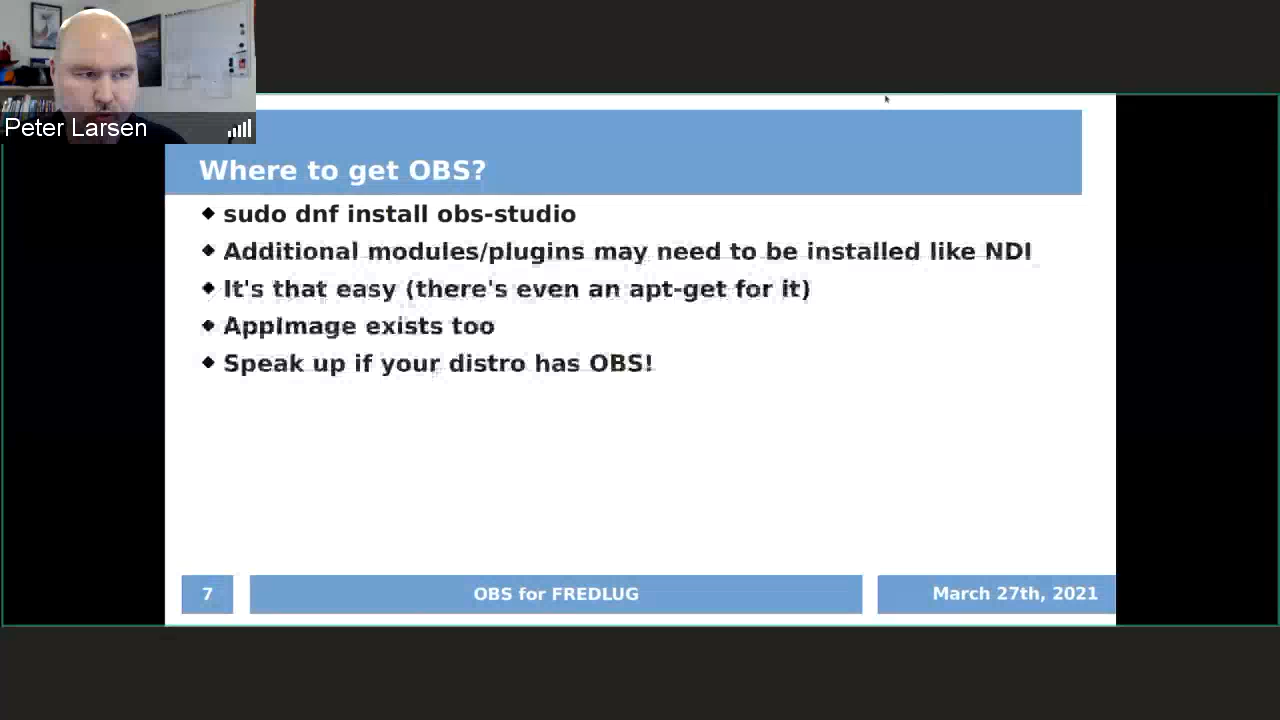 Peter Larsen
Where to get OBS?
sudo dnf install obs-studio
Additional modules/plugins may need to be installed like NDI
It's that easy (there's even an apt-get for it)
AppImage exists too
Speak up if your distro has OBS!
7
OBS for FREDLUG
March 27th, 2021